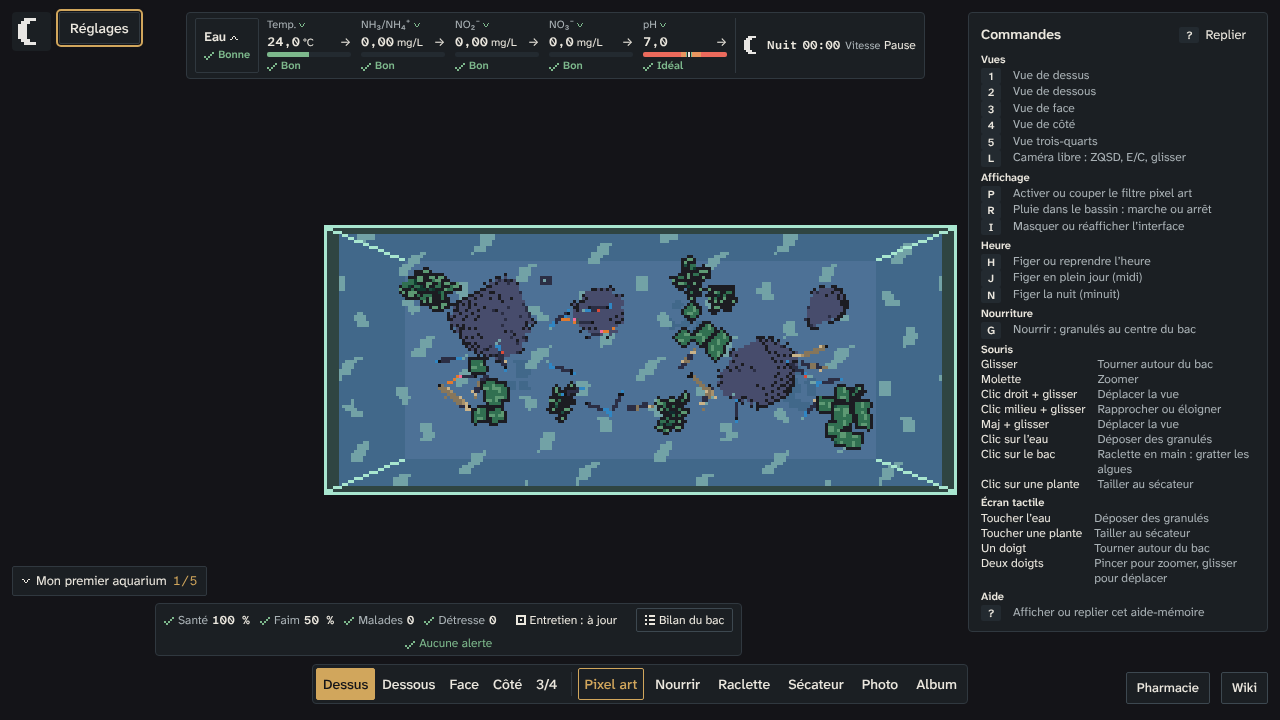 Réglages
Eau
Bonne
Temp.
24,0 °C
Bon
NH₃/NH₄⁺
0,00 mg/L
Bon
NO₂⁻
0,00 mg/L
Bon
NO₃⁻
0,0 mg/L
Bon
pH
7,0
Idéal
Nuit 00:00 Vitesse Pause
Commandes
? Replier
Vues
1 Vue de dessus
2 Vue de dessous
3 Vue de face
4 Vue de côté
5 Vue trois-quarts
L Caméra libre : ZQSD, E/C, glisser
Affichage
P Activer ou couper le filtre pixel art
R Pluie dans le bassin : marche ou arrêt
I Masquer ou réafficher l'interface
Heure
H Figer ou reprendre l'heure
J Figer en plein jour (midi)
N Figer la nuit (minuit)
Nourriture
G Nourrir : granulés au centre du bac
Souris
Glisser Tourner autour du bac
Molette Zoomer
Clic droit + glisser Déplacer la vue
Clic milieu + glisser Rapprocher ou éloigner
Maj + glisser Déplacer la vue
Clic sur l'eau Déposer des granulés
Clic sur le bac Raclette en main : gratter les
algues
Clic sur une plante Tailler au sécateur
Écran tactile
Toucher l'eau Déposer des granulés
Toucher une plante Tailler au sécateur
Un doigt Tourner autour du bac
Deux doigts Pincer pour zoomer, glisser
pour déplacer
Aide
? Afficher ou replier cet aide-mémoire
Mon premier aquarium 1/5
Santé 100 % Faim 50 % Malades 0 Détresse 0 Entretien : à jour Bilan du bac
Aucune alerte
Dessus Dessous Face Côté 3/4 Pixel art Nourrir Raclette Sécateur Photo Album
Pharmacie Wiki